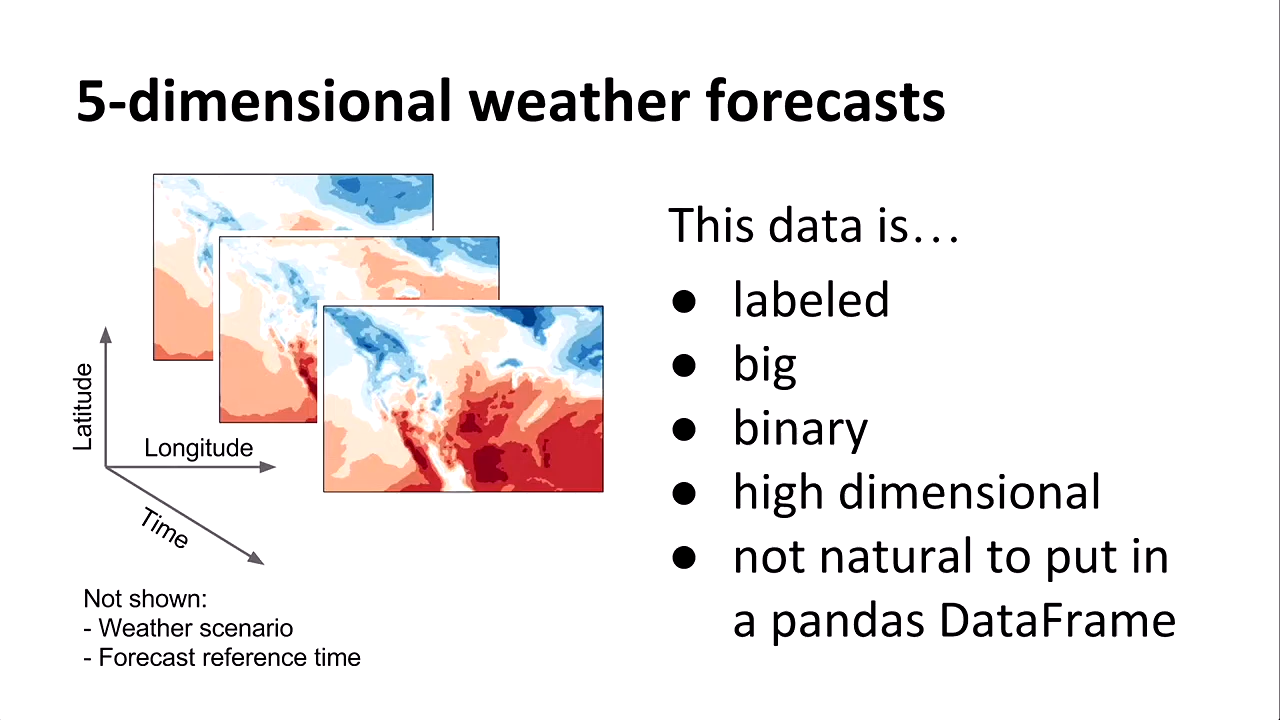 5-dimensional weather forecasts
This data is…
● labeled
● big
● binary
● high dimensional
● not natural to put in
a pandas DataFrame
Latitude
Longitude
Time
Not shown:
- Weather scenario
- Forecast reference time